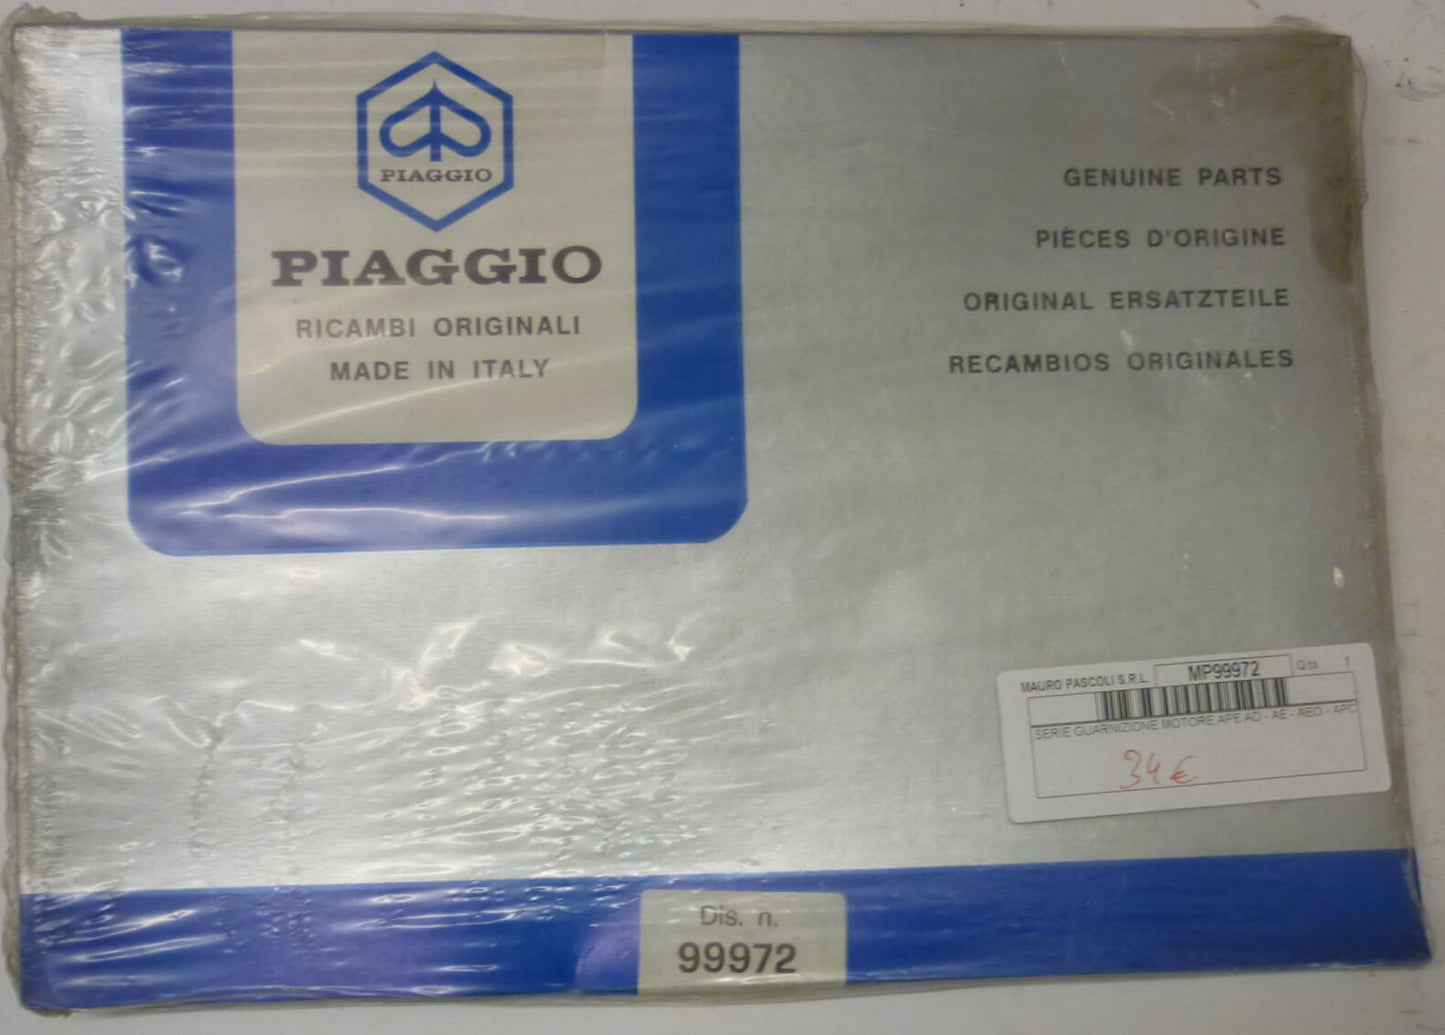 PIAGGIO
PIAGGIO
RICAMBI ORIGINALI
MADE IN ITALY
GENUINE PARTS
PIÈCES D'ORIGINE
ORIGINAL ERSATZTEILE
RECAMBIOS ORIGINALES
MAURO PASCOLI S.R.L. MP99972 Q.ta 1
SERIE GUARNIZIONE MOTORE APE AD - AE - AEO - APC
34 €
Dis. n.
99972